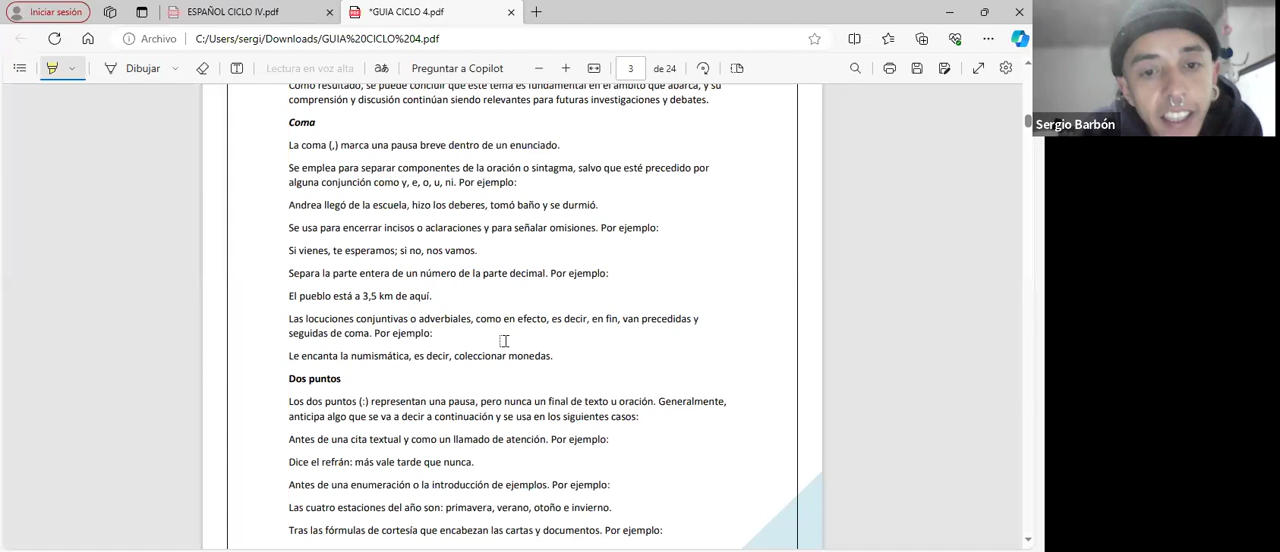 Iniciar sesión
ESPAÑOL CICLO IV.pdf
*GUIA CICLO 4.pdf
Archivo
C:/Users/sergi/Downloads/GUIA%20CICLO%204.pdf
Dibujar
Lectura en voz alta
aあ
Preguntar a Copilot
3
de 24
Como resultado, se puede concluir que este tema es fundamental en el ámbito que abarca, y su
comprensión y discusión continúan siendo relevantes para futuras investigaciones y debates.
Coma
La coma (,) marca una pausa breve dentro de un enunciado.
Se emplea para separar componentes de la oración o sintagma, salvo que esté precedido por
alguna conjunción como y, e, o, u, ni. Por ejemplo:
Andrea llegó de la escuela, hizo los deberes, tomó baño y se durmió.
Se usa para encerrar incisos o aclaraciones y para señalar omisiones. Por ejemplo:
Si vienes, te esperamos; si no, nos vamos.
Separa la parte entera de un número de la parte decimal. Por ejemplo:
El pueblo está a 3,5 km de aquí.
Las locuciones conjuntivas o adverbiales, como en efecto, es decir, en fin, van precedidas y
seguidas de coma. Por ejemplo:
Le encanta la numismática, es decir, coleccionar monedas.
Dos puntos
Los dos puntos (:) representan una pausa, pero nunca un final de texto u oración. Generalmente,
anticipa algo que se va a decir a continuación y se usa en los siguientes casos:
Antes de una cita textual y como un llamado de atención. Por ejemplo:
Dice el refrán: más vale tarde que nunca.
Antes de una enumeración o la introducción de ejemplos. Por ejemplo:
Las cuatro estaciones del año son: primavera, verano, otoño e invierno.
Tras las fórmulas de cortesía que encabezan las cartas y documentos. Por ejemplo:
Sergio Barbón